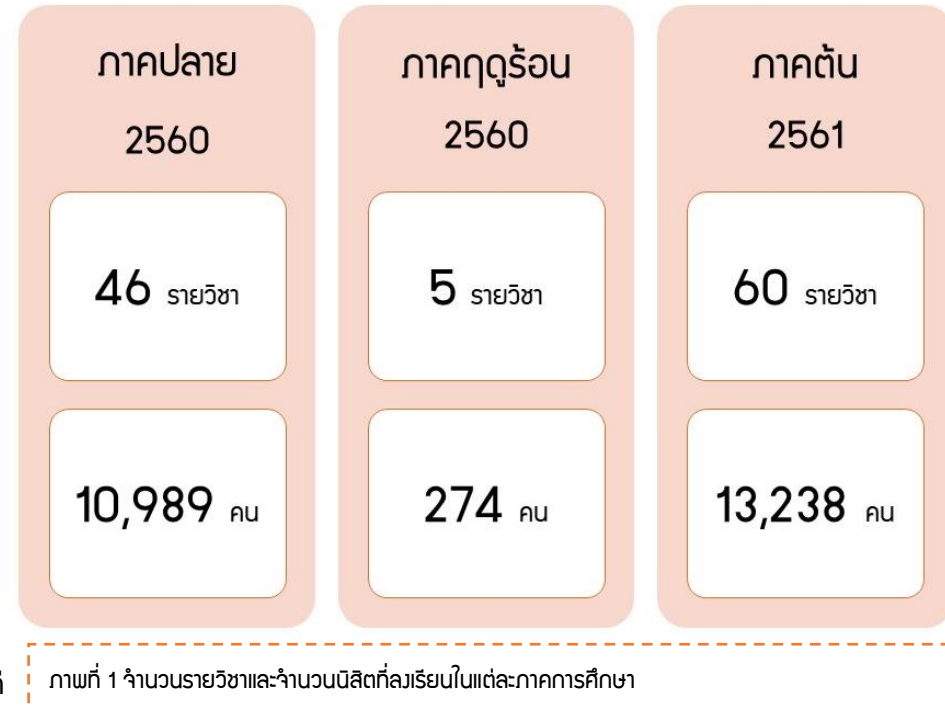 ภาคปลาย
2560
46 รายวิชา
10,989 คน
ภาคฤดูร้อน
2560
5 รายวิชา
274 คน
ภาคต้น
2561
60 รายวิชา
13,238 คน
ภาพที่ 1 จำนวนรายวิชาและจำนวนนิสิตที่ลงเรียนในแต่ละภาคการศึกษา